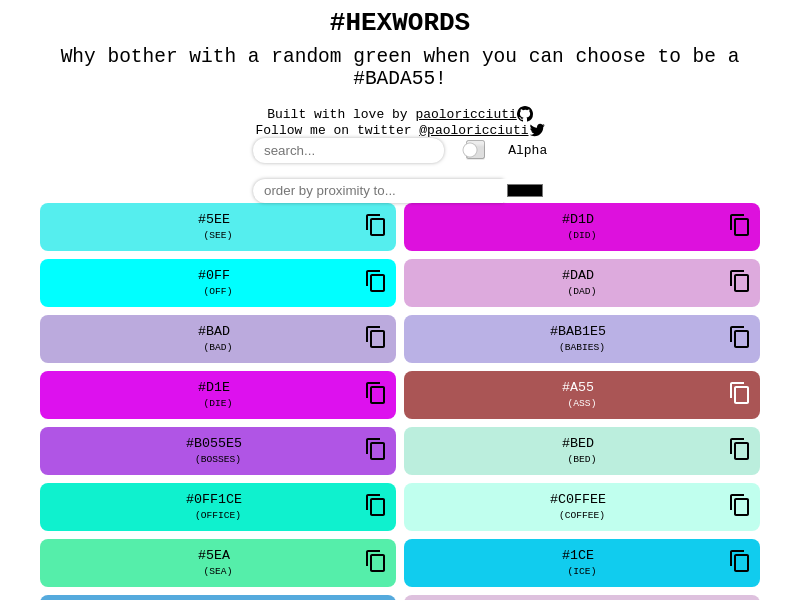 #HEXWORDS
Why bother with a random green when you can choose to be a
#BADA55!
Built with love by paoloricciuti
Follow me on twitter @paoloricciuti
search...
Alpha
order by proximity to...
#5EE
(SEE)
#D1D
(DID)
#0FF
(OFF)
#DAD
(DAD)
#BAD
(BAD)
#BAB1E5
(BABIES)
#D1E
(DIE)
#A55
(ASS)
#B055E5
(BOSSES)
#BED
(BED)
#0FF1CE
(OFFICE)
#C0FFEE
(COFFEE)
#5EA
(SEA)
#1CE
(ICE)